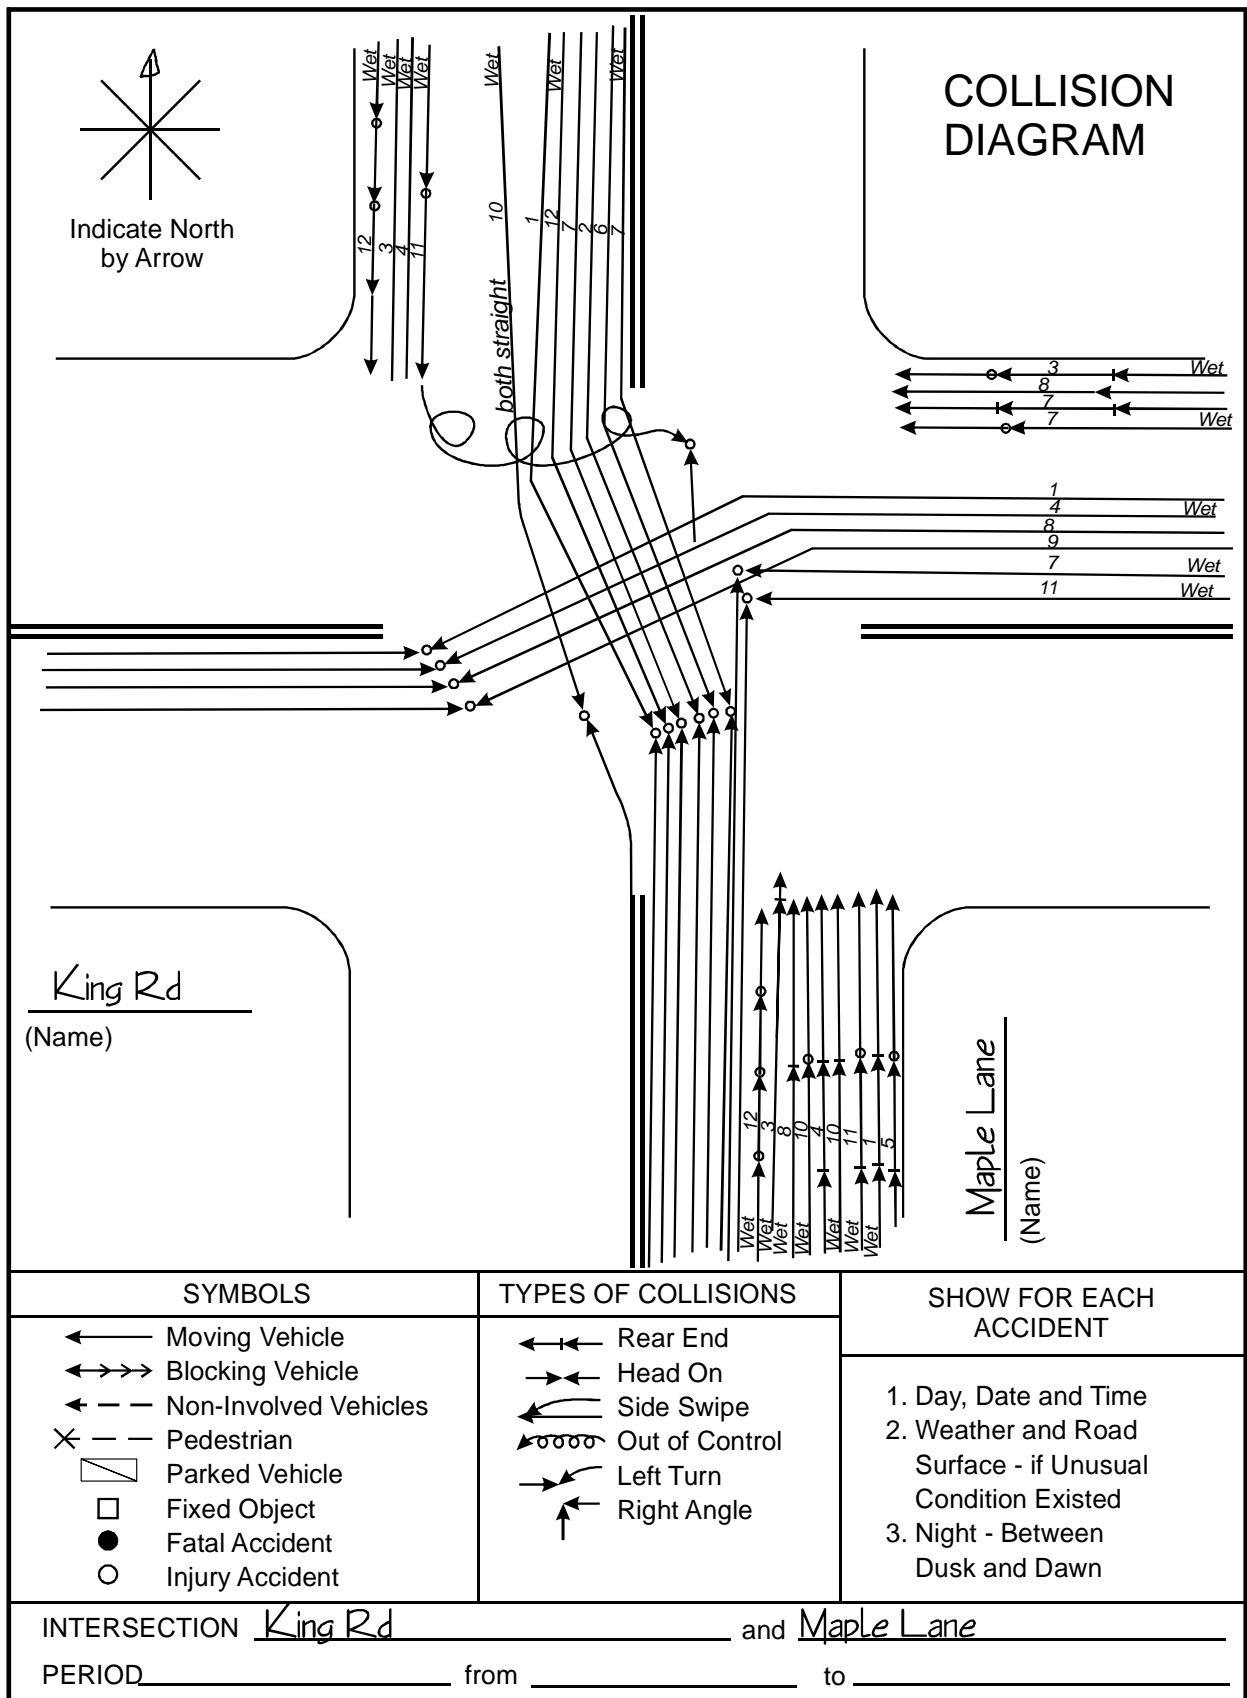 COLLISION
DIAGRAM
Indicate North
by Arrow
Wet
Wet
Wet
Wet
Wet
Wet
Wet
12
3
4
11
10
1
12
7
2
6
7
both straight
3
Wet
8
7
7
Wet
1
4
Wet
8
9
7
Wet
11
Wet
King Rd
(Name)
Maple Lane
(Name)
12
3
8
10
4
10
11
1
5
Wet
Wet
Wet
Wet
Wet
Wet
Wet
SYMBOLS
Moving Vehicle
Blocking Vehicle
Non-Involved Vehicles
Pedestrian
Parked Vehicle
Fixed Object
Fatal Accident
Injury Accident
TYPES OF COLLISIONS
Rear End
Head On
Side Swipe
Out of Control
Left Turn
Right Angle
SHOW FOR EACH
ACCIDENT
1. Day, Date and Time
2. Weather and Road
Surface - if Unusual
Condition Existed
3. Night - Between
Dusk and Dawn
INTERSECTION King Rd and Maple Lane
PERIOD from to